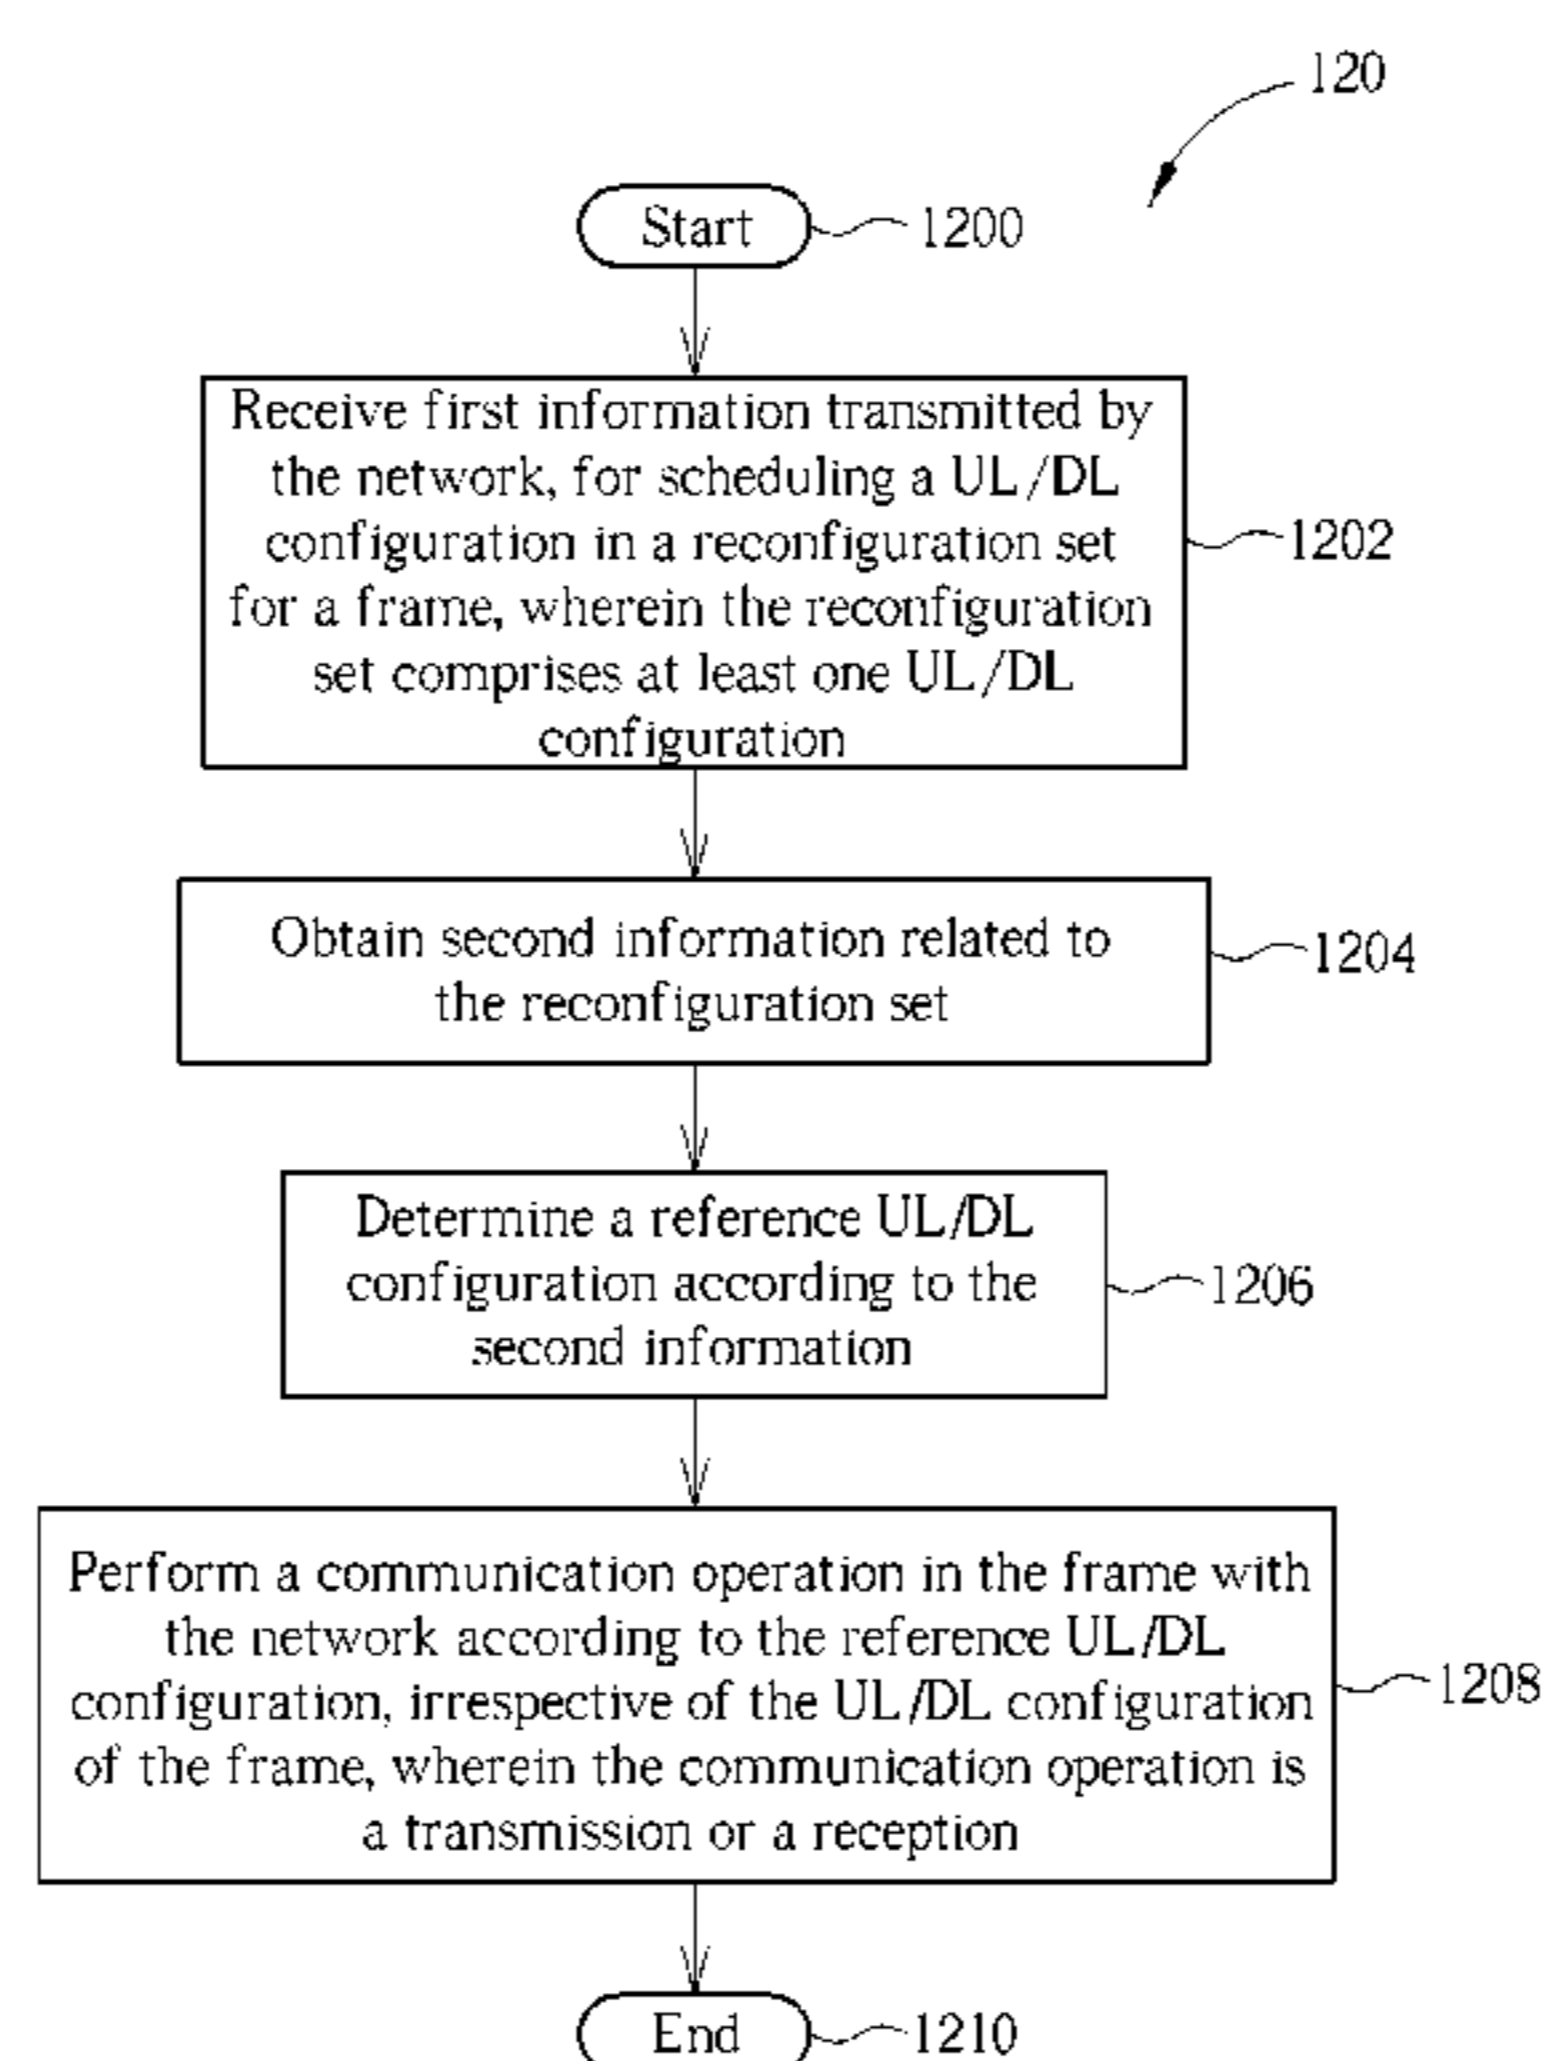 120
Start
1200
Receive first information transmitted by
the network, for scheduling a UL/DL
configuration in a reconfiguration set
for a frame, wherein the reconfiguration
set comprises at least one UL/DL
configuration
1202
Obtain second information related to
the reconfiguration set
1204
Determine a reference UL/DL
configuration according to the
second information
1206
Perform a communication operation in the frame with
the network according to the reference UL/DL
configuration, irrespective of the UL/DL configuration
of the frame, wherein the communication operation is
a transmission or a reception
1208
End
1210